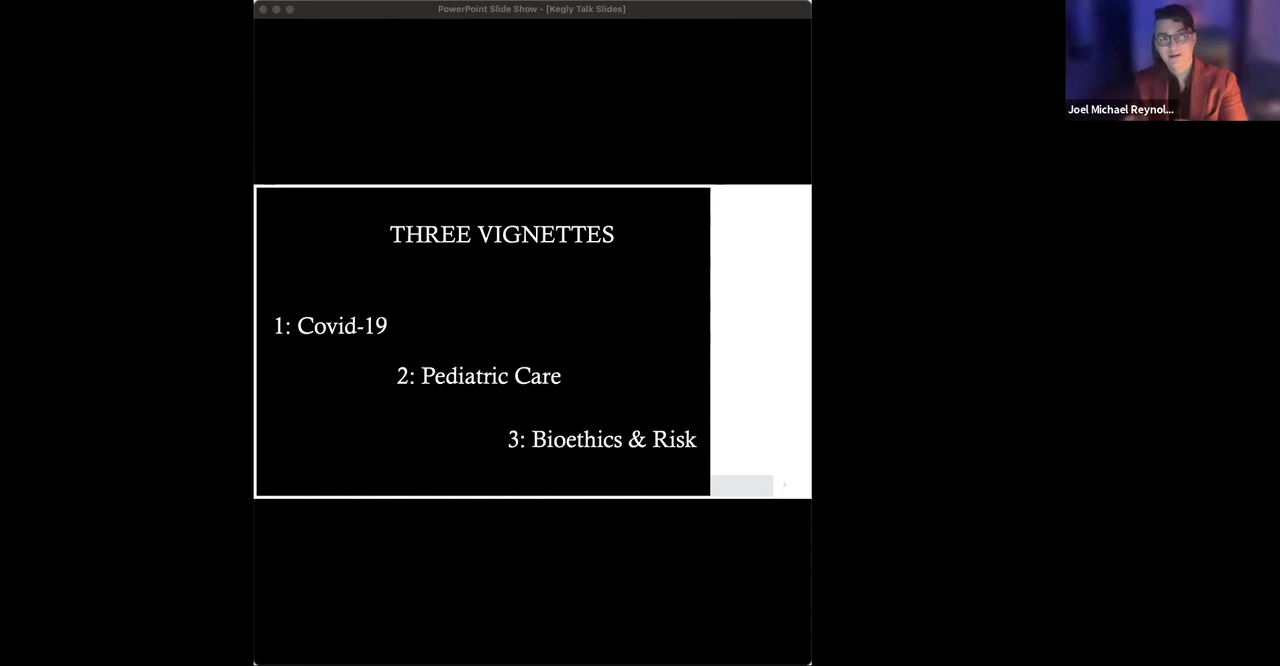 PowerPoint Slide Show - [Kegly Talk Slides]
Joel Michael Reynol...
THREE VIGNETTES
1: Covid-19
2: Pediatric Care
3: Bioethics & Risk